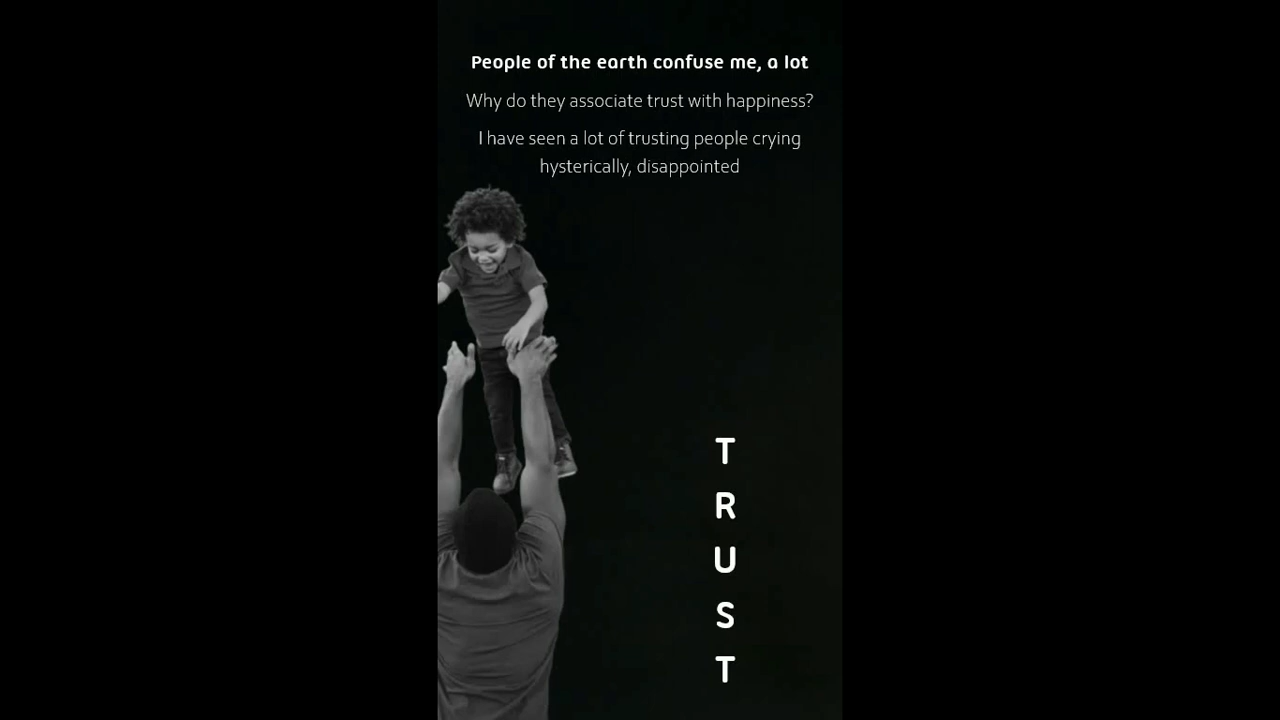 People of the earth confuse me, a lot
Why do they associate trust with happiness?
I have seen a lot of trusting people crying
hysterically, disappointed
T
R
U
S
T